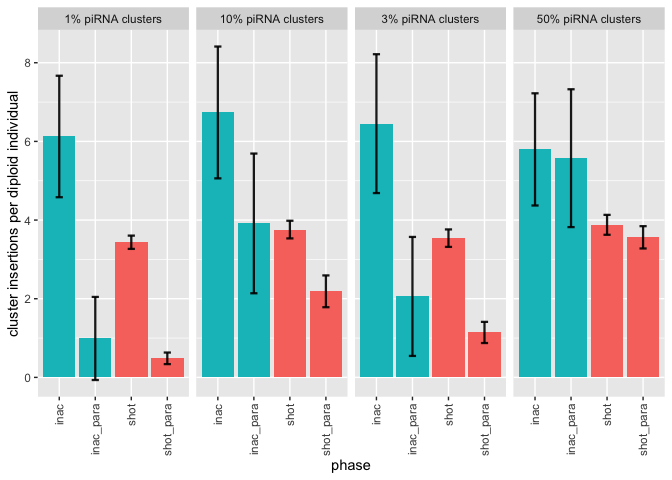 1% piRNA clusters
10% piRNA clusters
3% piRNA clusters
50% piRNA clusters
cluster insertions per diploid individual
8
6
4
2
0
inac
inac_para
shot
shot_para
inac
inac_para
shot
shot_para
inac
inac_para
shot
shot_para
inac
inac_para
shot
shot_para
phase